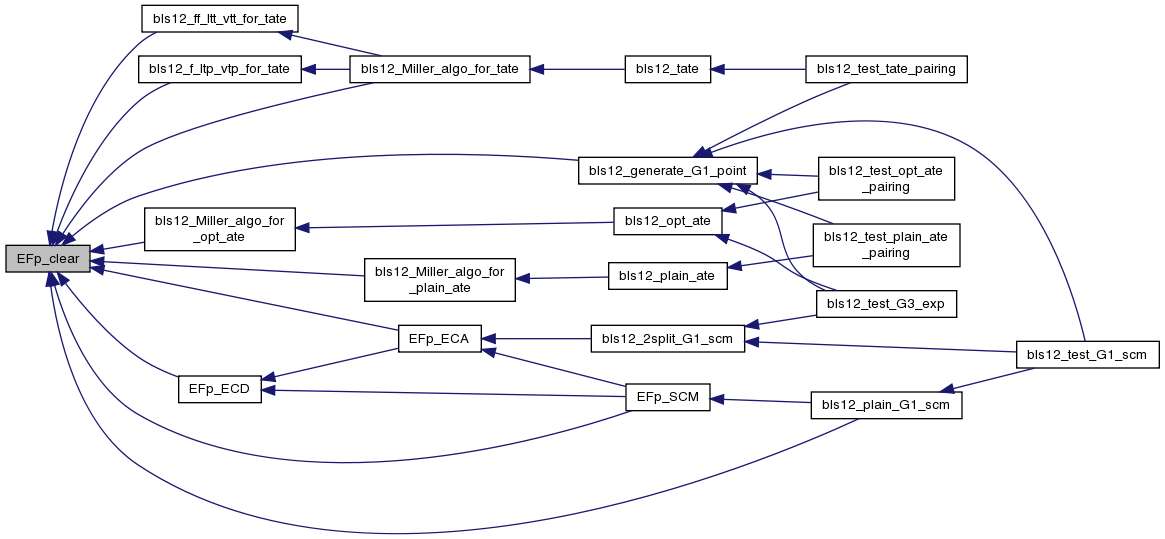 bls12_ff_ltt_vtt_for_tate
bls12_f_ltp_vtp_for_tate
bls12_Miller_algo_for_tate
bls12_tate
bls12_test_tate_pairing
bls12_generate_G1_point
bls12_test_opt_ate
_pairing
bls12_Miller_algo_for
_opt_ate
bls12_opt_ate
bls12_test_plain_ate
_pairing
EFp_clear
bls12_Miller_algo_for
_plain_ate
bls12_plain_ate
bls12_test_G3_exp
EFp_ECA
bls12_2split_G1_scm
bls12_test_G1_scm
EFp_ECD
EFp_SCM
bls12_plain_G1_scm